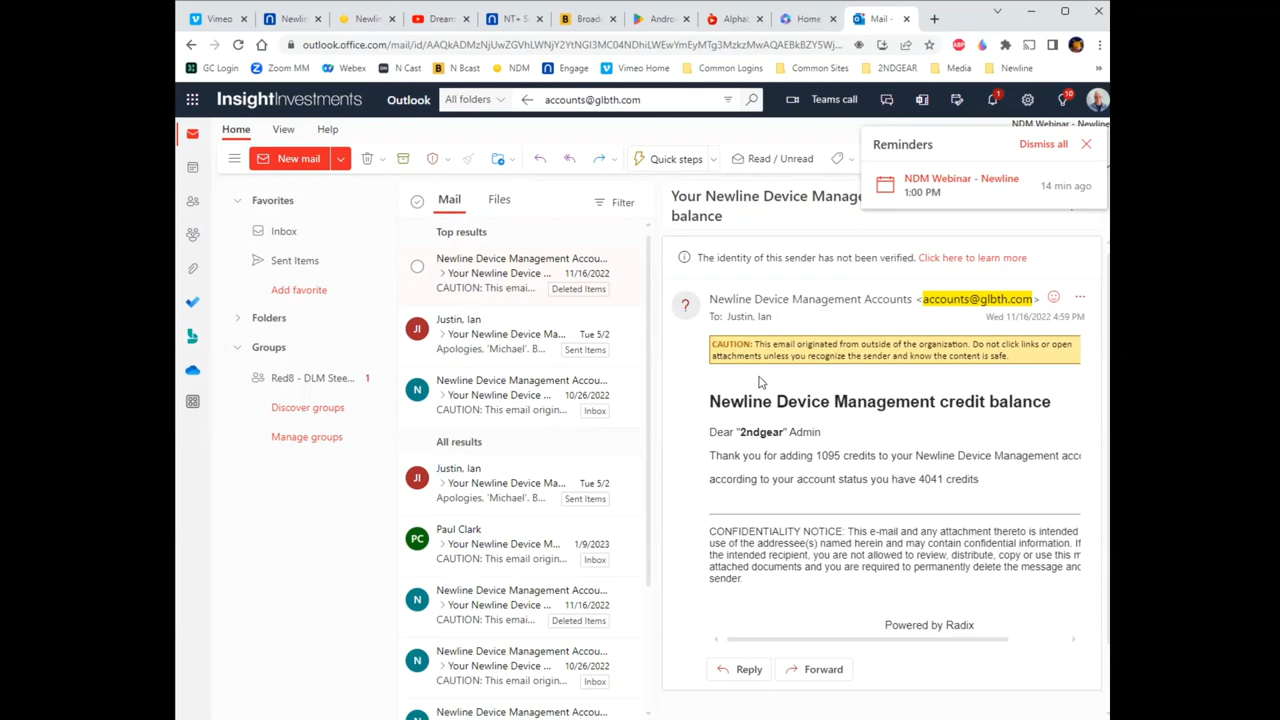 Vimeo
Newlin
Newlin
Dream
NT+ S
Broad
Andro
Alpha
Home
Mail -
outlook.office.com/mail/id/AAQkADMzNjUwZGVhLWNjY2YtNGI3MC04NDhiLWEwYmEyMTg3MzkzMwAQAEBkBZY5Wj...
GC Login
Zoom MM
Webex
N Cast
N Bcast
NDM
Engage
Vimeo Home
Common Logins
Common Sites
2NDGEAR
Media
Newline
»
InsightInvestments
Outlook
All folders
accounts@glbth.com
Teams call
1
10
Home
View
Help
NDM Webinar - Newline
New mail
Quick steps
Read / Unread
Reminders
Dismiss all
NDM Webinar - Newline
1:00 PM
14 min ago
Favorites
Inbox
Sent Items
Add favorite
Folders
Groups
Red8 - DLM Stee...
1
Discover groups
Manage groups
Mail
Files
Filter
Top results
Newline Device Management Accou...
Your Newline Device ...
11/16/2022
CAUTION: This emai...
Deleted Items
JI
Justin, Ian
Your Newline Device Ma...
Tue 5/2
Apologies, 'Michael'. B...
Sent Items
N
Newline Device Management Accou...
Your Newline Device Ma...
10/26/2022
CAUTION: This email origin...
Inbox
All results
JI
Justin, Ian
Your Newline Device Ma...
Tue 5/2
Apologies, 'Michael'. B...
Sent Items
PC
Paul Clark
Your Newline Device M...
1/9/2023
CAUTION: This email origin...
Inbox
N
Newline Device Management Accou...
Your Newline Device ...
11/16/2022
CAUTION: This emai...
Deleted Items
N
Newline Device Management Accou...
Your Newline Device Ma...
10/26/2022
CAUTION: This email origin...
Inbox
Newline Device Management Accou...
Your Newline Device Manage
balance
The identity of this sender has not been verified. Click here to learn more
?
Newline Device Management Accounts <accounts@glbth.com>
To: Justin, Ian
Wed 11/16/2022 4:59 PM
CAUTION: This email originated from outside of the organization. Do not click links or open
attachments unless you recognize the sender and know the content is safe.
Newline Device Management credit balance
Dear "2ndgear" Admin
Thank you for adding 1095 credits to your Newline Device Management acc
according to your account status you have 4041 credits
CONFIDENTIALITY NOTICE: This e-mail and any attachment thereto is intended
use of the addressee(s) named herein and may contain confidential information. If
the intended recipient, you are not allowed to review, distribute, copy or use this m
attached documents and you are required to permanently delete the message and
sender.
Powered by Radix
Reply
Forward